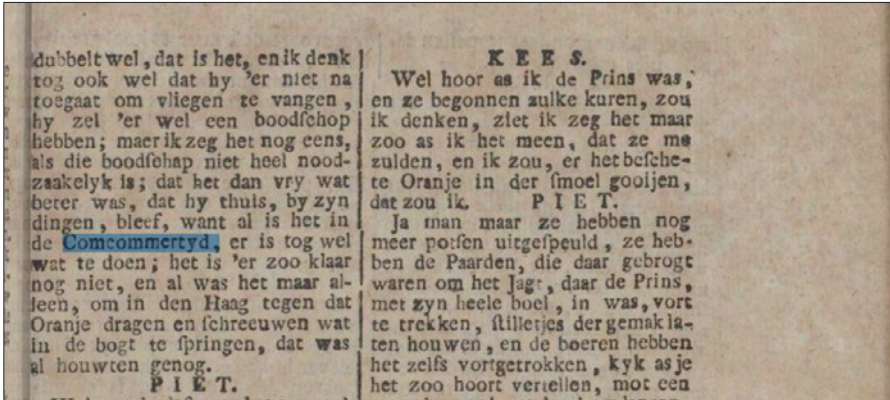 dubbelt wel, dat is het, en ik denk
tog ook wel dat hy 'er niet na
toegaat om vliegen te vangen,
hy zel 'er wel een boodſchop
hebben; maer ik zeg het nog eens,
als die boodſchap niet heel nood-
zaakelyk is; dat het dan vry wat
beter was, dat hy thuis, by zyn
dingen, bleef, want al is het in
de Comcommertyd, er is tog wel
wat te doen; het is 'er zoo klaar
nog niet, en al was het maar al-
leen, om in den Haag tegen dat
Oranje dragen en ſchreeuwen wat
in de bogt te ſpringen, dat was
al houwten genog.
PIET.
KEES.
Wel hoor as ik de Prins was,
en ze begonnen zulke kuren, zou
ik denken, ziet ik zeg het maar
zoo as ik het meen, dat ze me
zulden, en ik zou, er het beſche-
te Oranje in der ſmoel gooijen,
dat zou ik. PIET.
Ja man maar ze hebben nog
meer potſen uitgeſpeuld, ze heb-
ben de Paarden, die daar gebrogt
waren om het Jagt, daar de Prins,
met zyn heele boel, in was, vort
te trekken, ſtilletjes der gemak la-
ten houwen, en de boeren hebben
het zelfs vortgetrokken, kyk as je
het zoo hoort vertellen, mot een